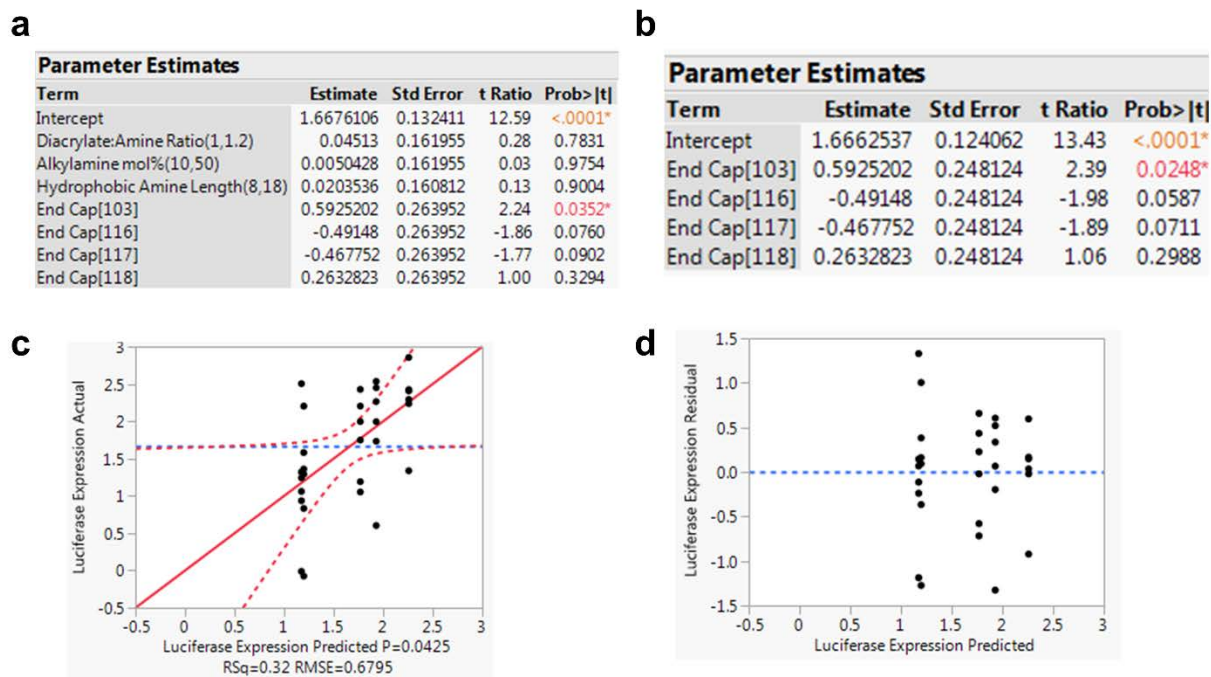 a
Parameter Estimates
Term Estimate Std Error t Ratio Prob>|t|
Intercept 1.6676106 0.132411 12.59 <.0001*
Diacrylate:Amine Ratio(1,1.2) 0.04513 0.161955 0.28 0.7831
Alkylamine mol%(10,50) 0.0050428 0.161955 0.03 0.9754
Hydrophobic Amine Length(8,18) 0.0203536 0.160812 0.13 0.9004
End Cap[103] 0.5925202 0.263952 2.24 0.0352*
End Cap[116] -0.49148 0.263952 -1.86 0.0760
End Cap[117] -0.467752 0.263952 -1.77 0.0902
End Cap[118] 0.2632823 0.263952 1.00 0.3294
b
Parameter Estimates
Term Estimate Std Error t Ratio Prob>|t|
Intercept 1.6662537 0.124062 13.43 <.0001*
End Cap[103] 0.5925202 0.248124 2.39 0.0248*
End Cap[116] -0.49148 0.248124 -1.98 0.0587
End Cap[117] -0.467752 0.248124 -1.89 0.0711
End Cap[118] 0.2632823 0.248124 1.06 0.2988
c
Luciferase Expression Actual
3
2.5
2
1.5
1
0.5
0
-0.5
-0.5 0 0.5 1 1.5 2 2.5 3
Luciferase Expression Predicted P=0.0425
RSq=0.32 RMSE=0.6795
d
Luciferase Expression Residual
1.5
1.0
0.5
0.0
-0.5
-1.0
-1.5
-0.5 0 0.5 1 1.5 2 2.5 3
Luciferase Expression Predicted